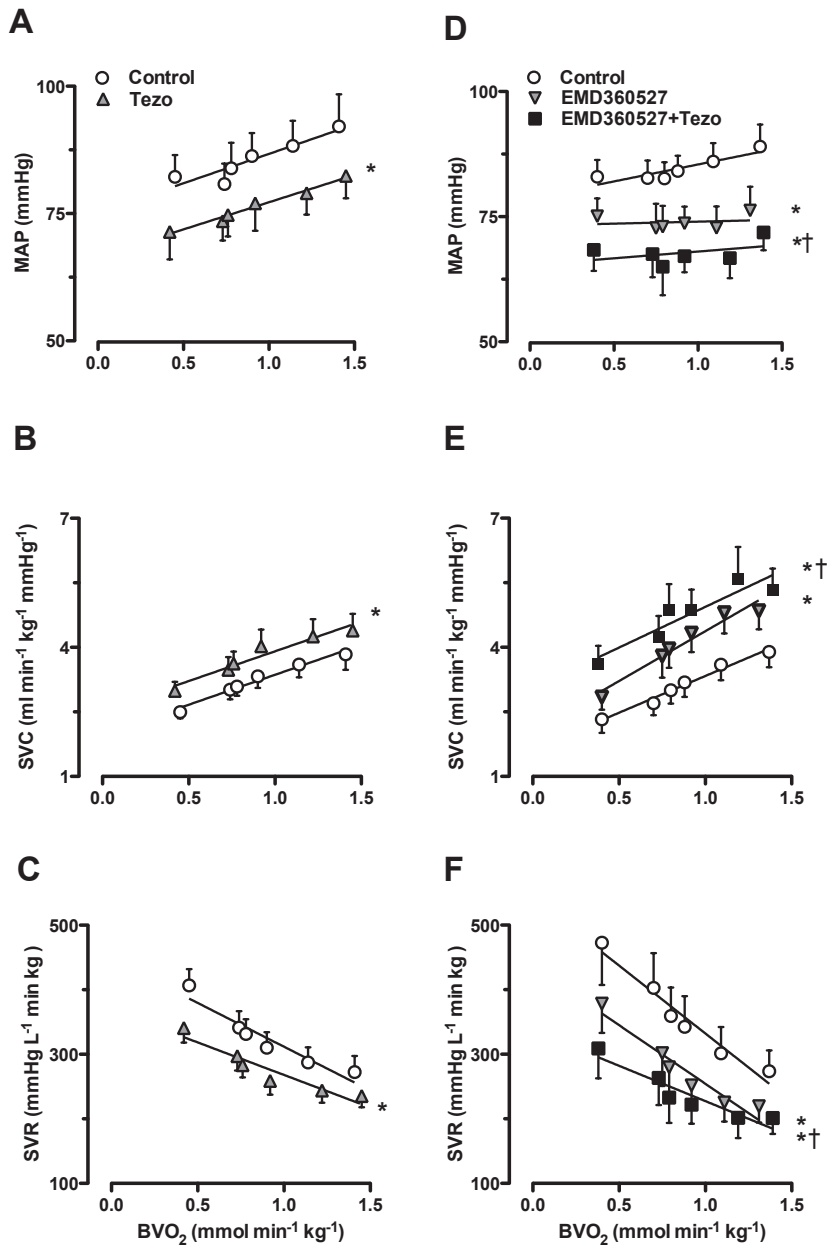 A
Control
Tezo
100
75
50
MAP (mmHg)
*
0.0 0.5 1.0 1.5
D
Control
EMD360527
EMD360527+Tezo
100
75
50
MAP (mmHg)
*
*†
0.0 0.5 1.0 1.5
B
7
4
1
SVC (ml min-1 kg-1 mmHg-1)
*
0.0 0.5 1.0 1.5
E
7
4
1
SVC (ml min-1 kg-1 mmHg-1)
*†
*
0.0 0.5 1.0 1.5
C
500
300
100
SVR (mmHg L-1 min kg )
*
0.0 0.5 1.0 1.5
BVO2 (mmol min-1 kg-1)
F
500
300
100
SVR (mmHg L-1 min kg )
*
*†
0.0 0.5 1.0 1.5
BVO2 (mmol min-1 kg-1)